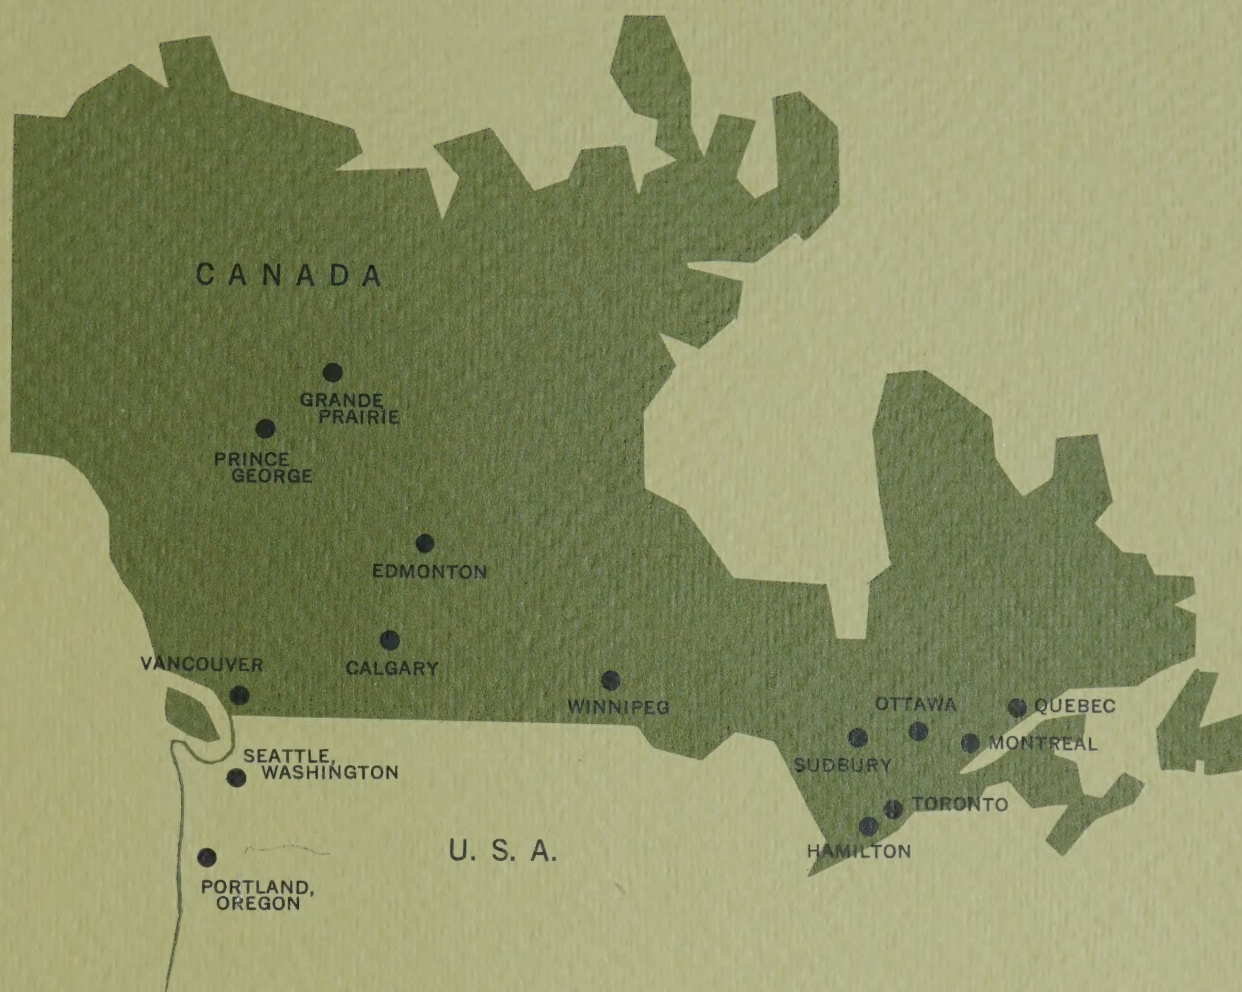 CANADA
GRANDE
PRAIRIE
PRINCE
GEORGE
EDMONTON
VANCOUVER
CALGARY
WINNIPEG
OTTAWA
QUEBEC
MONTREAL
SUDBURY
SEATTLE,
WASHINGTON
TORONTO
HAMILTON
U. S. A.
PORTLAND,
OREGON